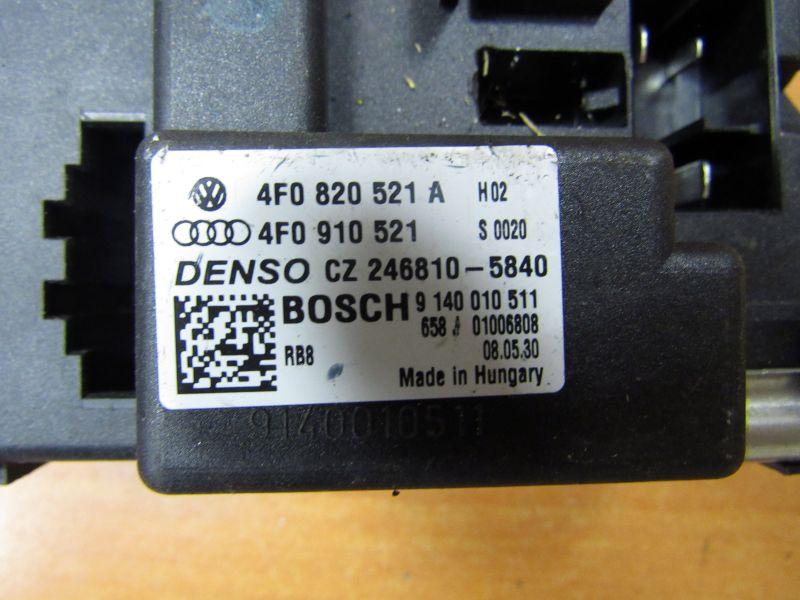 4F0 820 521 A H02
4F0 910 521 S 0020
DENSO CZ 246810-5840
BOSCH 9 140 010 511
658 A 01006808
RB8 08.05.30
Made in Hungary
9140010511